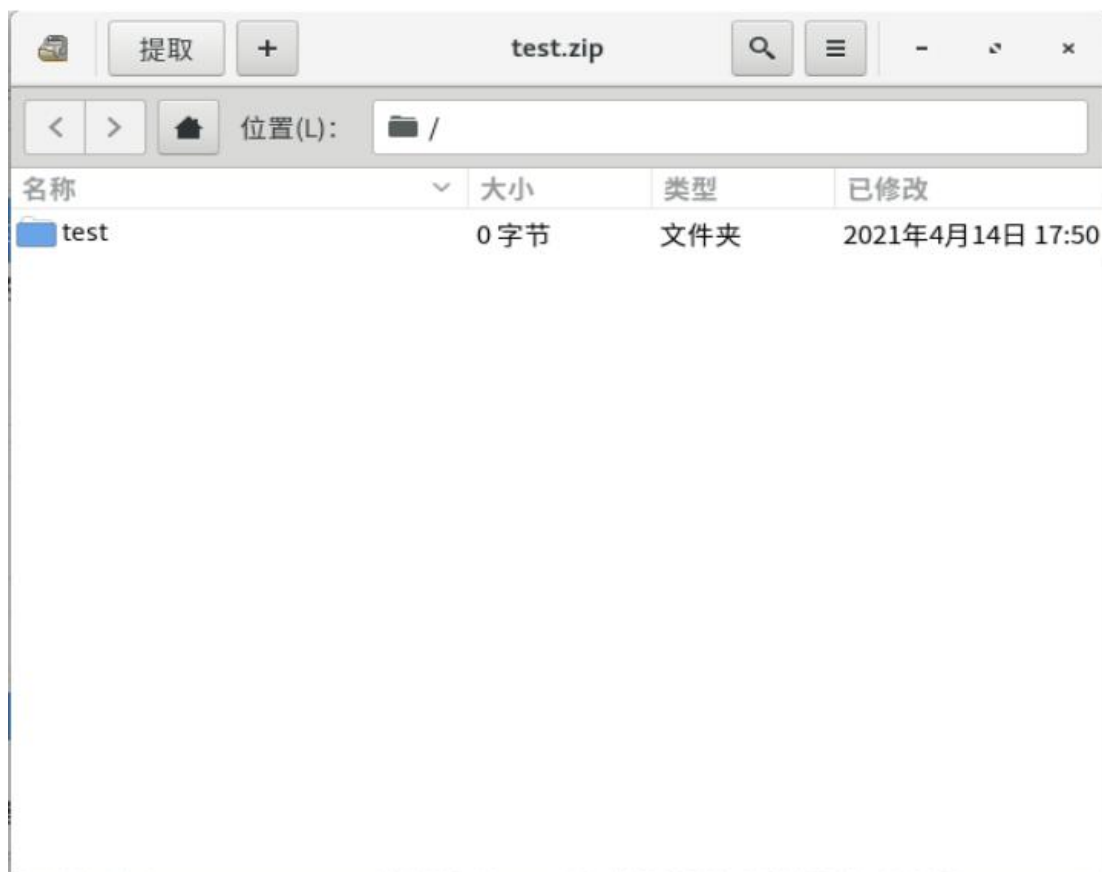 提取 + test.zip
位置(L): /
名称 大小 类型 已修改
test 0 字节 文件夹 2021年4月14日 17:50